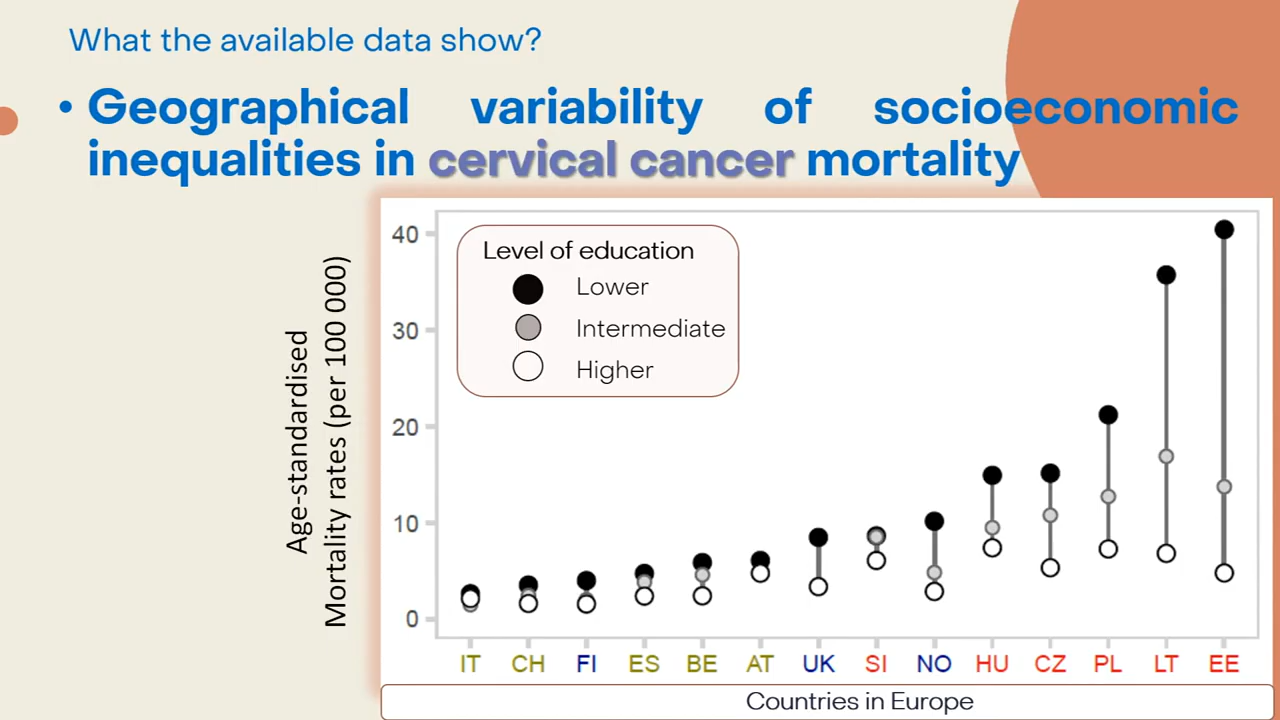 What the available data show?
• Geographical variability of socioeconomic
inequalities in cervical cancer mortality
Age-standardised
Mortality rates (per 100 000)
40
30
20
10
0
Level of education
Lower
Intermediate
Higher
IT CH FI ES BE AT UK SI NO HU CZ PL LT EE
Countries in Europe